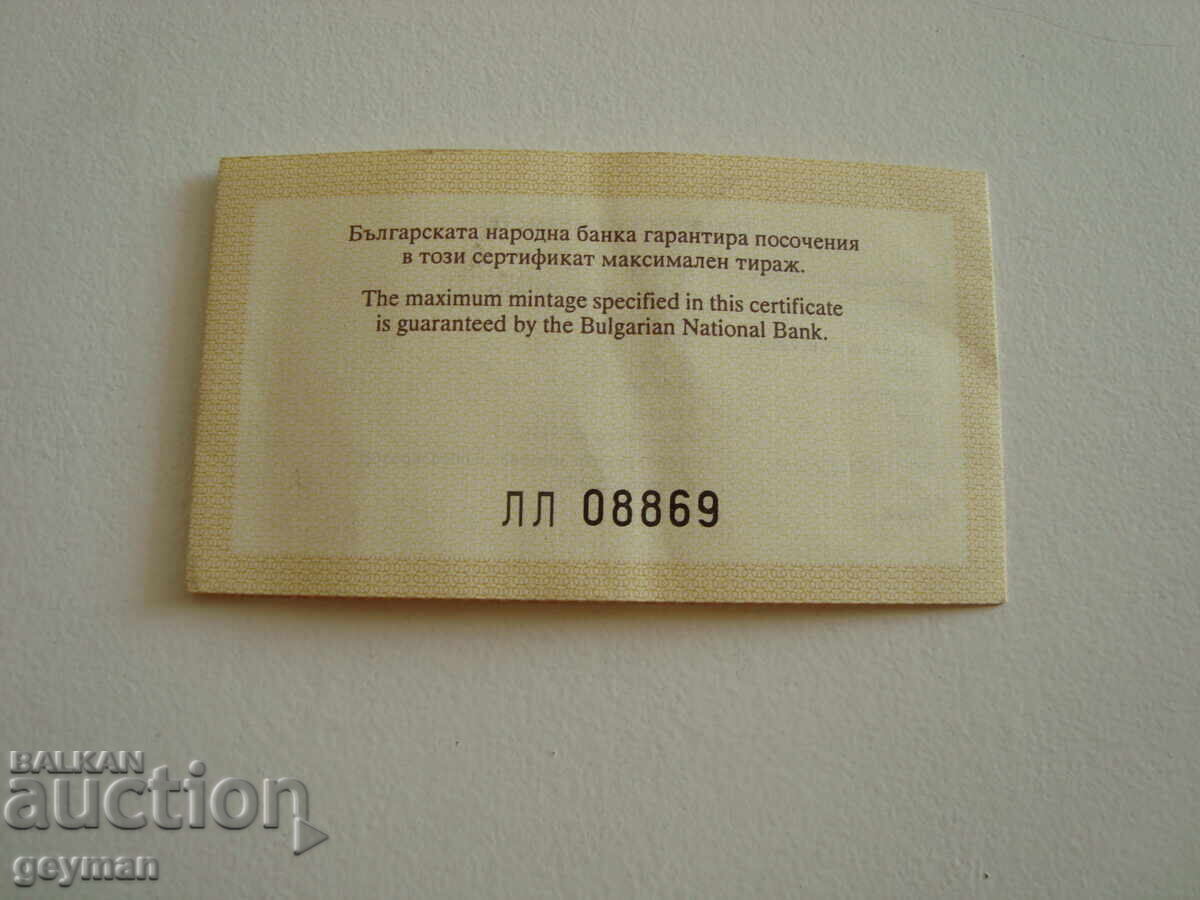 Българската народна банка гарантира посочения
в този сертификат максимален тираж.
The maximum mintage specified in this certificate
is guaranteed by the Bulgarian National Bank.
ЛЛ 08869
BALKAN
auction
geyman